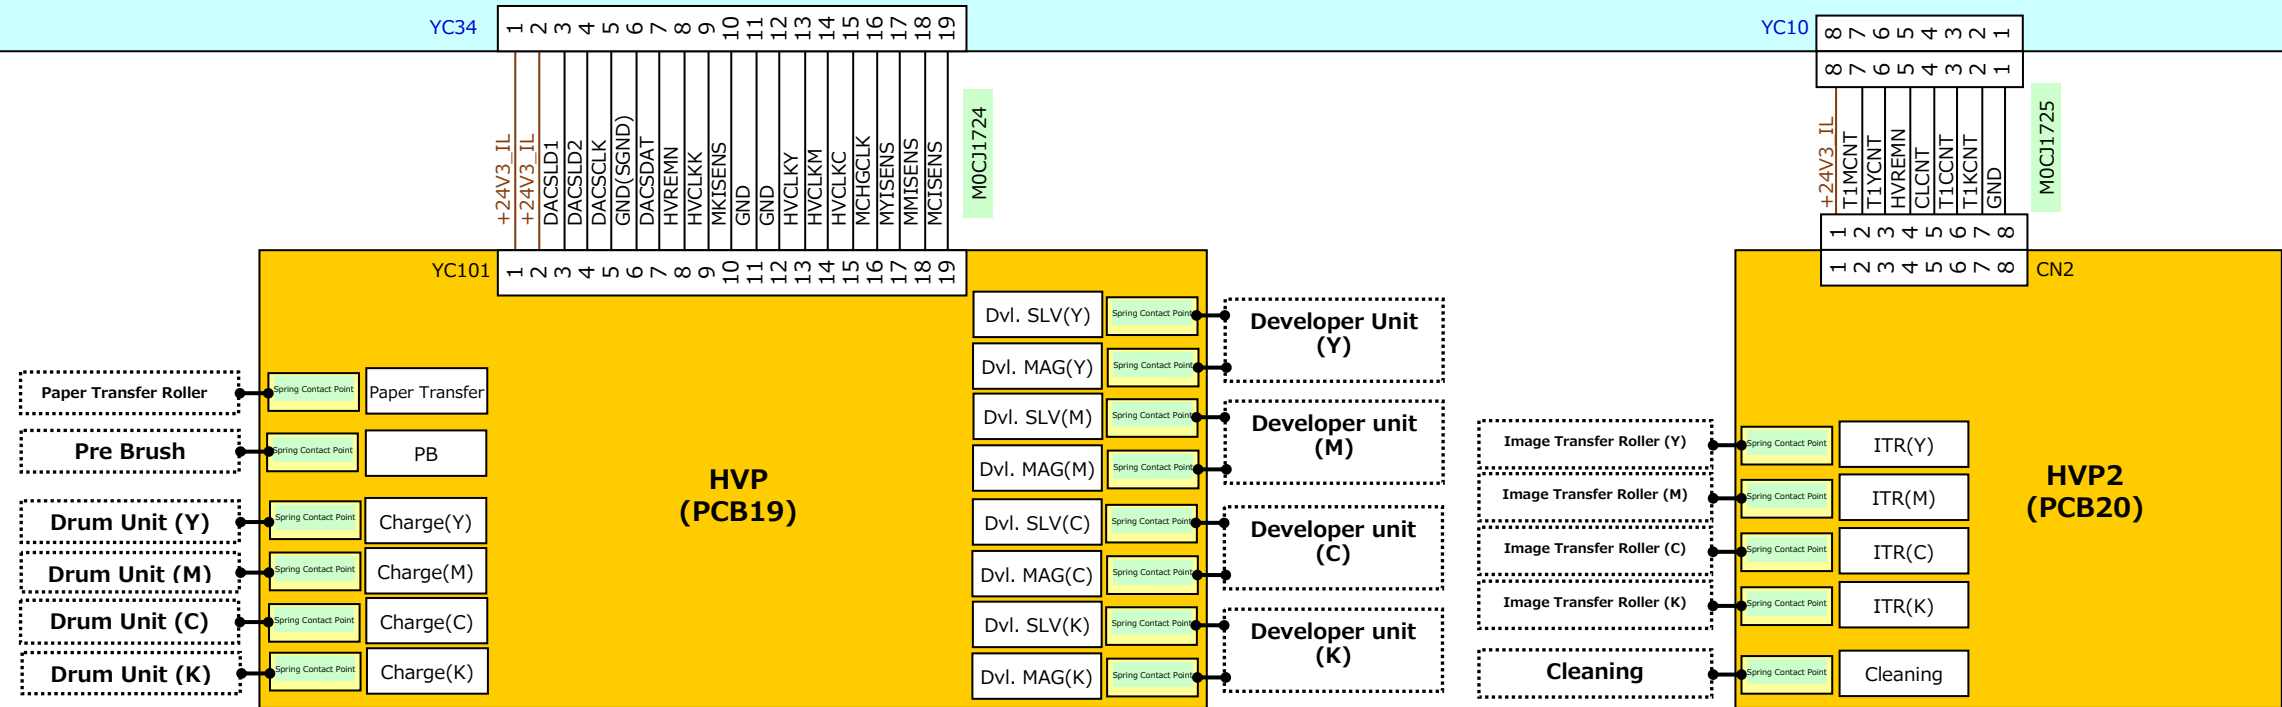 YC34
1 2 3 4 5 6 7 8 9 10 11 12 13 14 15 16 17 18 19
YC10
8 7 6 5 4 3 2 1
8 7 6 5 4 3 2 1
+24V3_IL
+24V3_IL
DACSLD1
DACSLD2
DACSCLK
GND(SGND)
DACSDAT
HVREMN
HVCLKK
MKISENS
GND
GND
HVCLKY
HVCLKM
HVCLKC
MCHGCLK
MYISENS
MMISENS
MCISENS
M0CJ1724
+24V3_IL
T1MCNT
T1YCNT
HVREMN
CLCNT
T1CCNT
T1KCNT
GND
M0CJ1725
YC101
1 2 3 4 5 6 7 8 9 10 11 12 13 14 15 16 17 18 19
1 2 3 4 5 6 7 8
1 2 3 4 5 6 7 8
CN2
Paper Transfer Roller
Spring Contact Point
Paper Transfer
Pre Brush
Spring Contact Point
PB
Drum Unit (Y)
Spring Contact Point
Charge(Y)
Drum Unit (M)
Spring Contact Point
Charge(M)
Drum Unit (C)
Spring Contact Point
Charge(C)
Drum Unit (K)
Spring Contact Point
Charge(K)
HVP
(PCB19)
Dvl. SLV(Y)
Spring Contact Point
Dvl. MAG(Y)
Spring Contact Point
Developer Unit
(Y)
Dvl. SLV(M)
Spring Contact Point
Dvl. MAG(M)
Spring Contact Point
Developer unit
(M)
Dvl. SLV(C)
Spring Contact Point
Dvl. MAG(C)
Spring Contact Point
Developer unit
(C)
Dvl. SLV(K)
Spring Contact Point
Dvl. MAG(K)
Spring Contact Point
Developer unit
(K)
Image Transfer Roller (Y)
Spring Contact Point
ITR(Y)
Image Transfer Roller (M)
Spring Contact Point
ITR(M)
Image Transfer Roller (C)
Spring Contact Point
ITR(C)
Image Transfer Roller (K)
Spring Contact Point
ITR(K)
Cleaning
Spring Contact Point
Cleaning
HVP2
(PCB20)